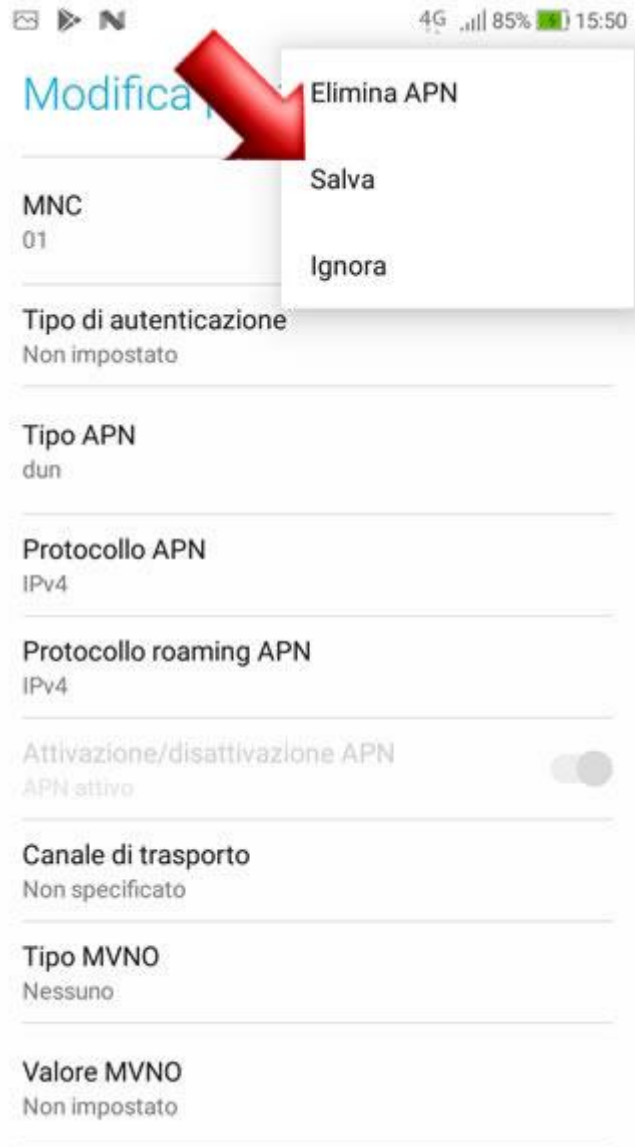 4G 85% 15:50
Modifica
Elimina APN
Salva
Ignora
MNC
01
Tipo di autenticazione
Non impostato
Tipo APN
dun
Protocollo APN
IPv4
Protocollo roaming APN
IPv4
Attivazione/disattivazione APN
APN attivo
Canale di trasporto
Non specificato
Tipo MVNO
Nessuno
Valore MVNO
Non impostato